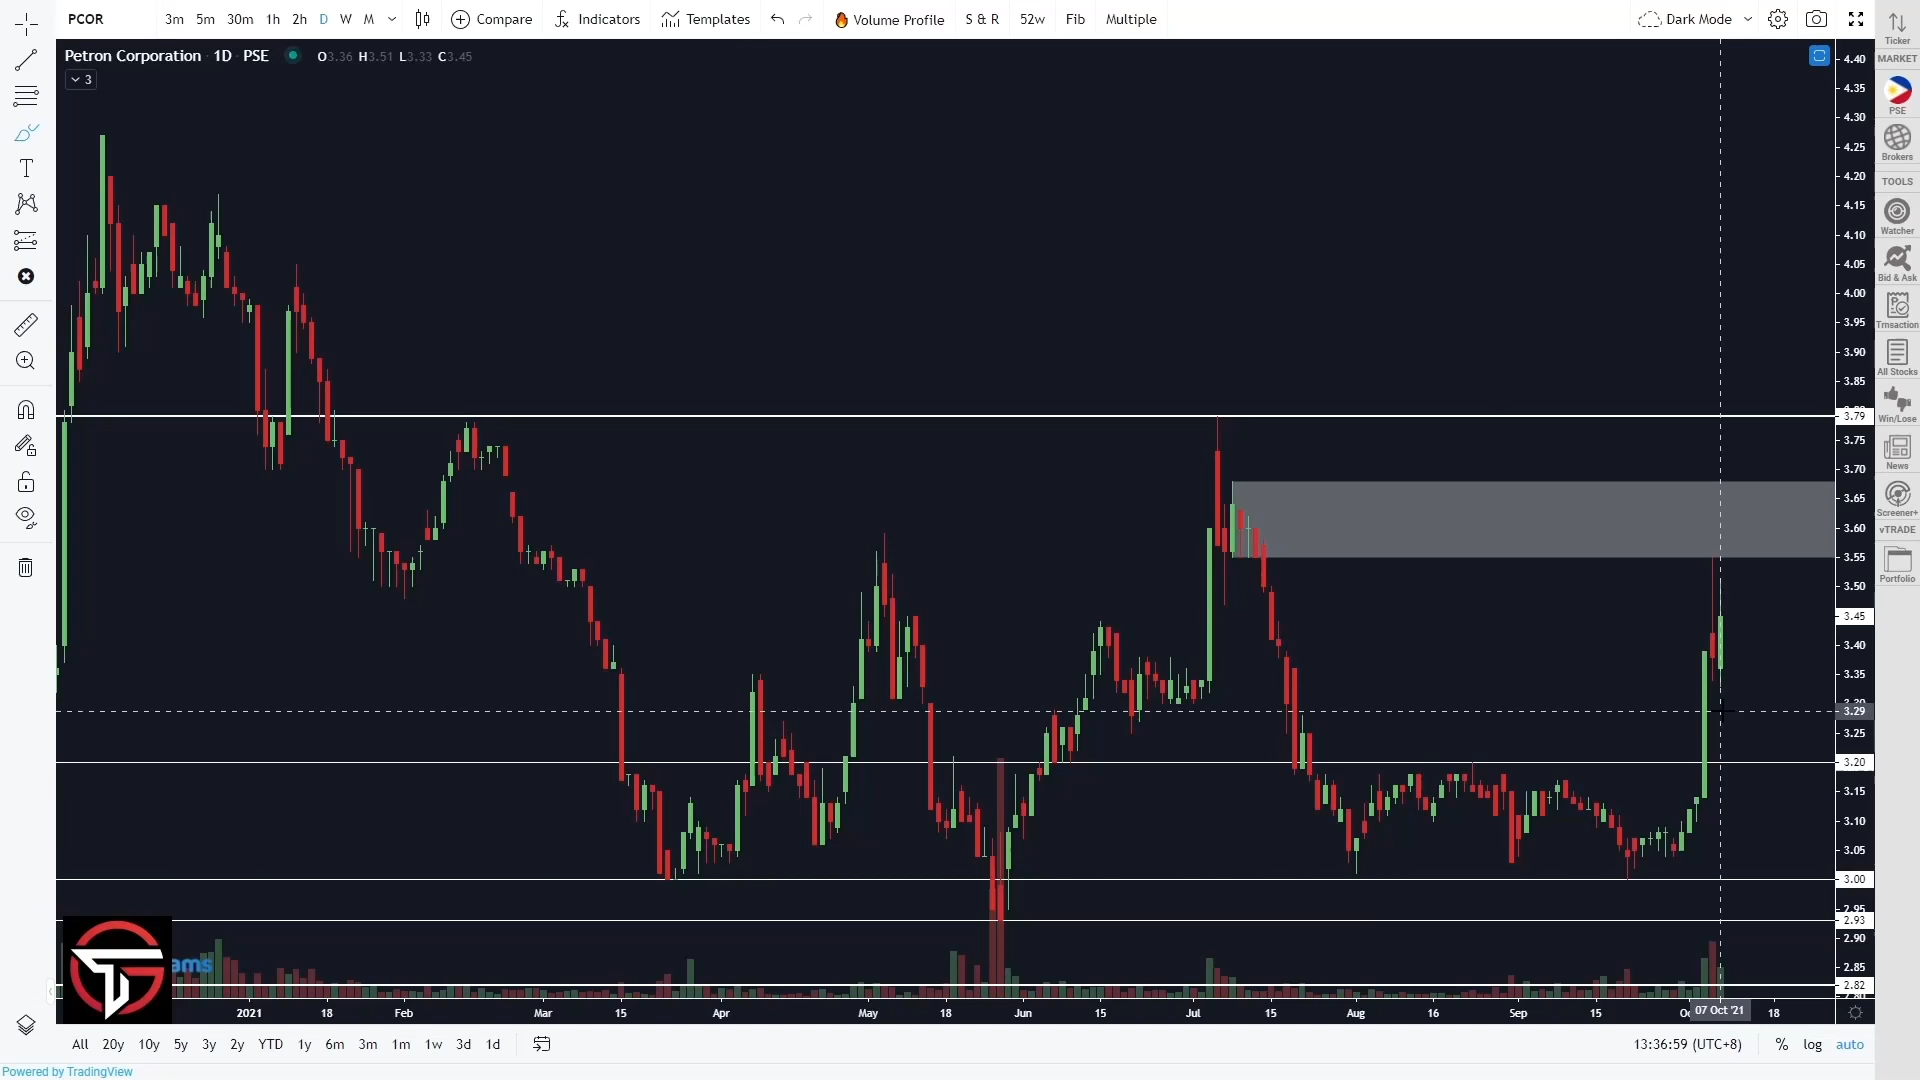 PCOR 3m 5m 30m 1h 2h D W M Compare Indicators Templates Volume Profile S & R 52w Fib Multiple Dark Mode
Petron Corporation · 1D PSE O3.36 H3.51 L3.33 C3.45
3
4.40
4.35
4.30
4.25
4.20
4.15
4.10
4.05
4.00
3.95
3.90
3.85
3.79
3.75
3.70
3.65
3.60
3.55
3.50
3.45
3.40
3.35
3.29
3.25
3.20
3.15
3.10
3.05
3.00
2.95
2.93
2.90
2.85
2.82
2021 18 Feb Mar 15 Apr May 18 Jun 15 Jul 15 Aug 16 Sep 15 07 Oct '21 18
All 20y 10y 5y 3y 2y YTD 1y 6m 3m 1m 1w 3d 1d 13:36:59 (UTC+8) % log auto
Powered by TradingView
Ticker
MARKET
PSE
Brokers
TOOLS
Watcher
Bid & Ask
Trnsaction
All Stocks
Win/Lose
News
Screener+
vTRADE
Portfolio